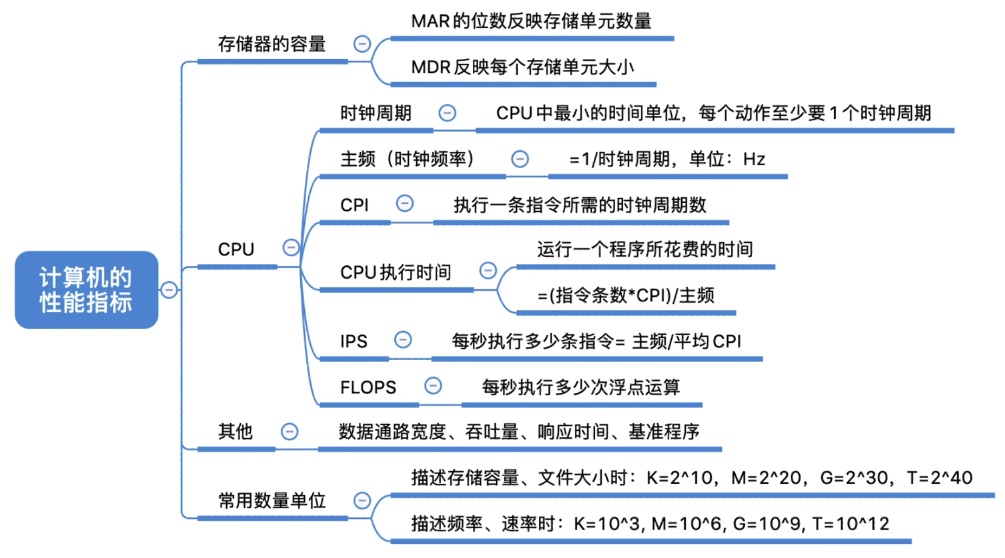 计算机的
性能指标
存储器的容量
MAR的位数反映存储单元数量
MDR反映每个存储单元大小
CPU
时钟周期
CPU中最小的时间单位，每个动作至少要1个时钟周期
主频（时钟频率）
=1/时钟周期，单位：Hz
CPI
执行一条指令所需的时钟周期数
CPU执行时间
运行一个程序所花费的时间
=(指令条数*CPI)/主频
IPS
每秒执行多少条指令= 主频/平均CPI
FLOPS
每秒执行多少次浮点运算
其他
数据通路宽度、吞吐量、响应时间、基准程序
常用数量单位
描述存储容量、文件大小时：K=2^10，M=2^20，G=2^30，T=2^40
描述频率、速率时：K=10^3, M=10^6, G=10^9, T=10^12